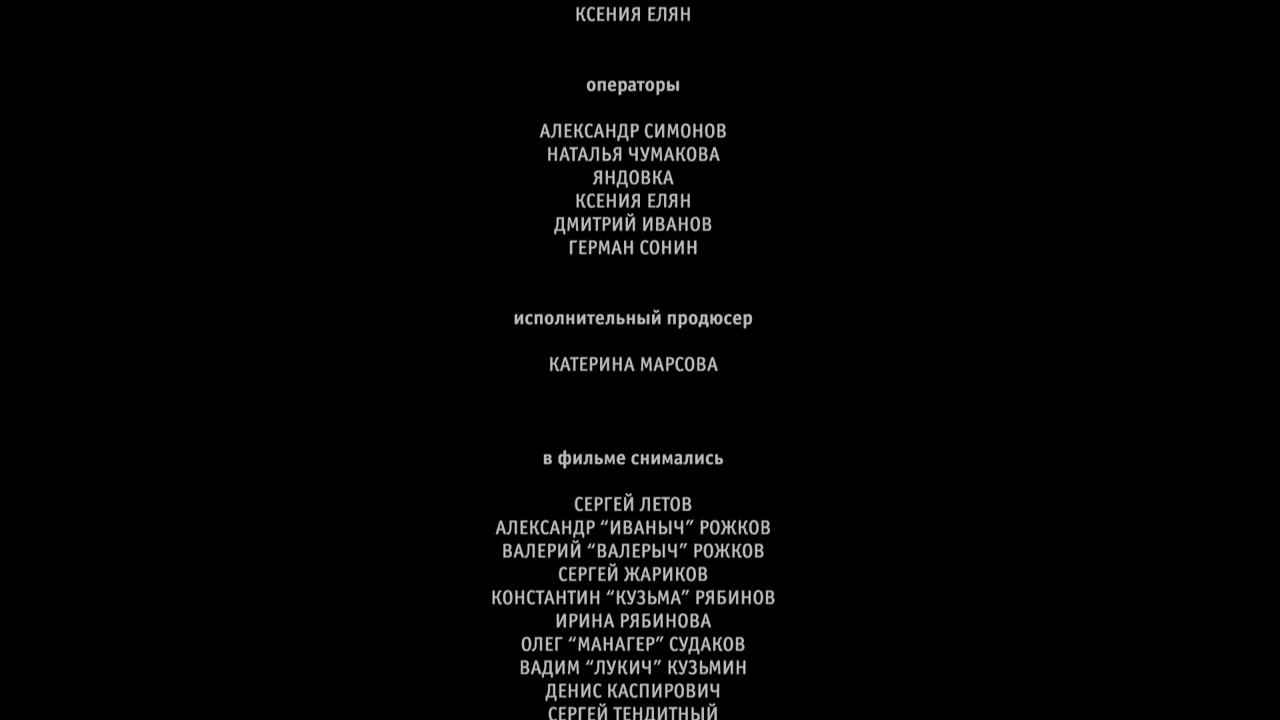 КСЕНИЯ ЕЛЯН
операторы
АЛЕКСАНДР СИМОНОВ
НАТАЛЬЯ ЧУМАКОВА
ЯНДОВКА
КСЕНИЯ ЕЛЯН
ДМИТРИЙ ИВАНОВ
ГЕРМАН СОНИН
исполнительный продюсер
КАТЕРИНА МАРСОВА
в фильме снимались
СЕРГЕЙ ЛЕТОВ
АЛЕКСАНДР “ИВАНЫЧ” РОЖКОВ
ВАЛЕРИЙ “ВАЛЕРЫЧ” РОЖКОВ
СЕРГЕЙ ЖАРИКОВ
КОНСТАНТИН “КУЗЬМА” РЯБИНОВ
ИРИНА РЯБИНОВА
ОЛЕГ “МАНАГЕР” СУДАКОВ
ВАДИМ “ЛУКИЧ” КУЗЬМИН
ДЕНИС КАСПИРОВИЧ
СЕРГЕЙ ТЕНДИТНЫЙ